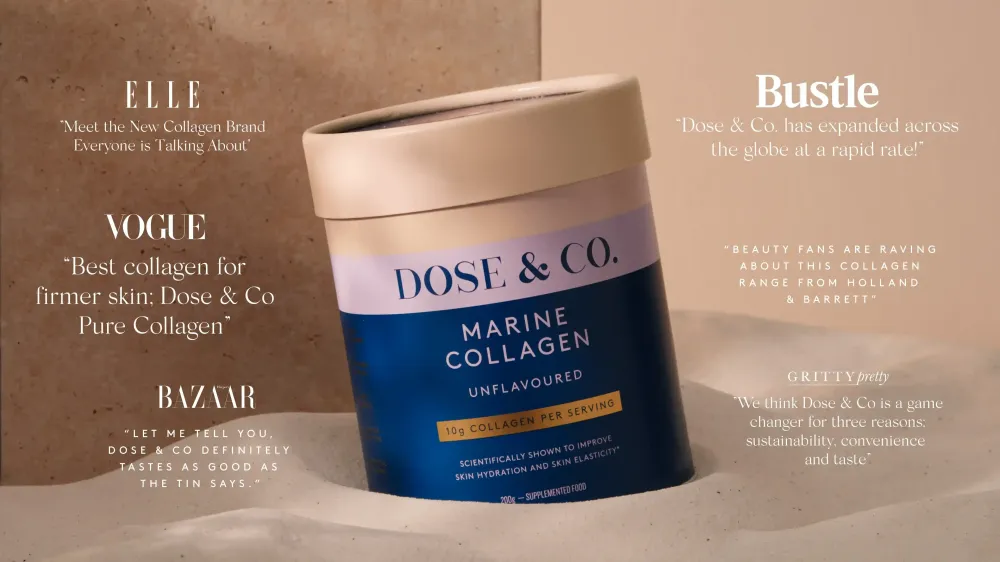 ELLE
"Meet the New Collagen Brand
Everyone is Talking About"
VOGUE
"Best collagen for
firmer skin; Dose & Co
Pure Collagen"
BAZAAR
"LET ME TELL YOU,
DOSE & CO DEFINITELY
TASTES AS GOOD AS
THE TIN SAYS."
DOSE & CO.
MARINE
COLLAGEN
UNFLAVOURED
10g COLLAGEN PER SERVING
SCIENTIFICALLY SHOWN TO IMPROVE
SKIN HYDRATION AND SKIN ELASTICITY*
200g — SUPPLEMENTED FOOD
Bustle
"Dose & Co. has expanded across
the globe at a rapid rate!"
"BEAUTY FANS ARE RAVING
ABOUT THIS COLLAGEN
RANGE FROM HOLLAND
& BARRETT"
GRITTY pretty
"We think Dose & Co is a game
changer for three reasons:
sustainability, convenience
and taste"